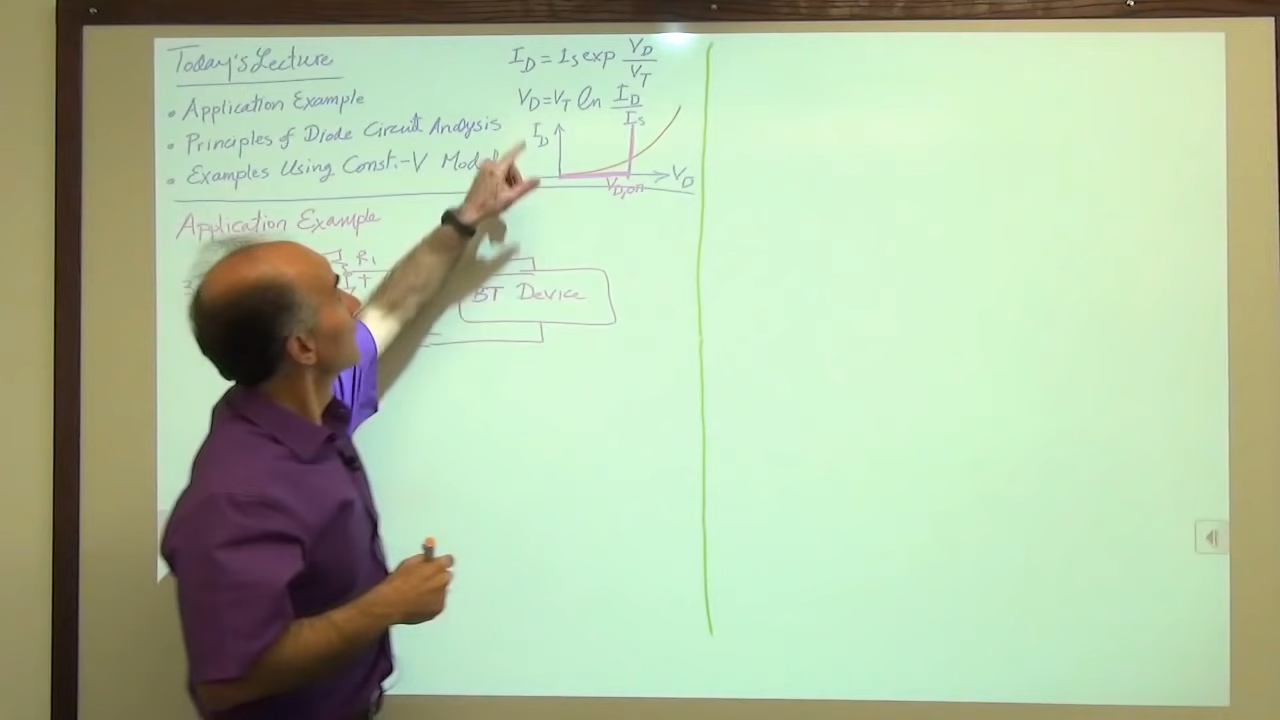 Today's Lecture
• Application Example
• Principles of Diode Circuit Analysis
• Examples Using Const.-V
I_D = I_S exp V_D/V_T
V_D = V_T ln I_D/I_S
I_D
V_D
V_D,on
Application Example
R1
+
BT Device